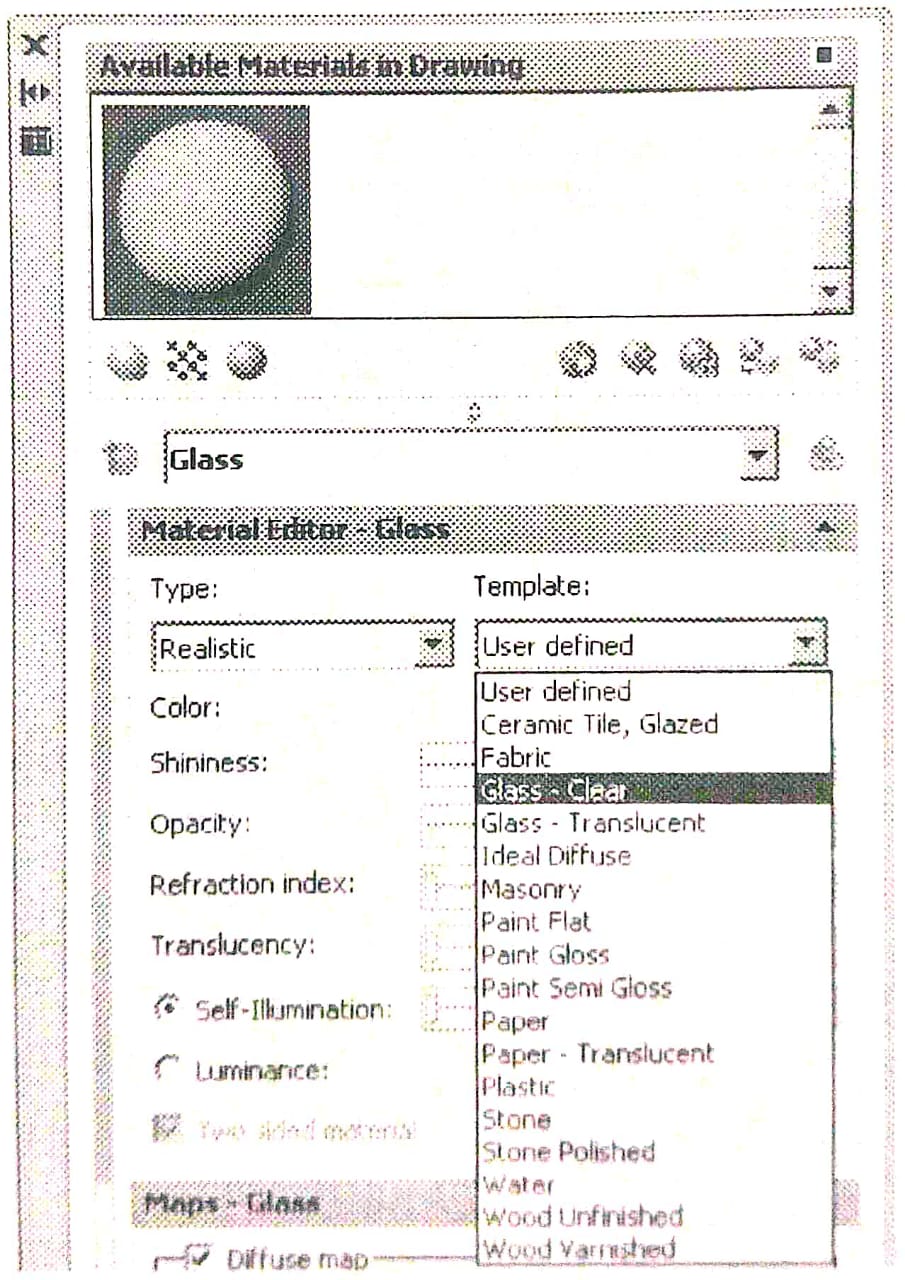 Available Materials in Drawing
Glass
Material Editor - Glass
Type:
Template:
Realistic
User defined
Color:
Shininess:
Opacity:
Refraction index:
Translucency:
Self-Illumination:
Luminance:
Two sided material
User defined
Ceramic Tile, Glazed
Fabric
Glass - Clear
Glass - Translucent
Ideal Diffuse
Masonry
Paint Flat
Paint Gloss
Paint Semi Gloss
Paper
Paper - Translucent
Plastic
Stone
Stone Polished
Water
Wood Unfinished
Wood Varnished
Maps - Glass
Diffuse map